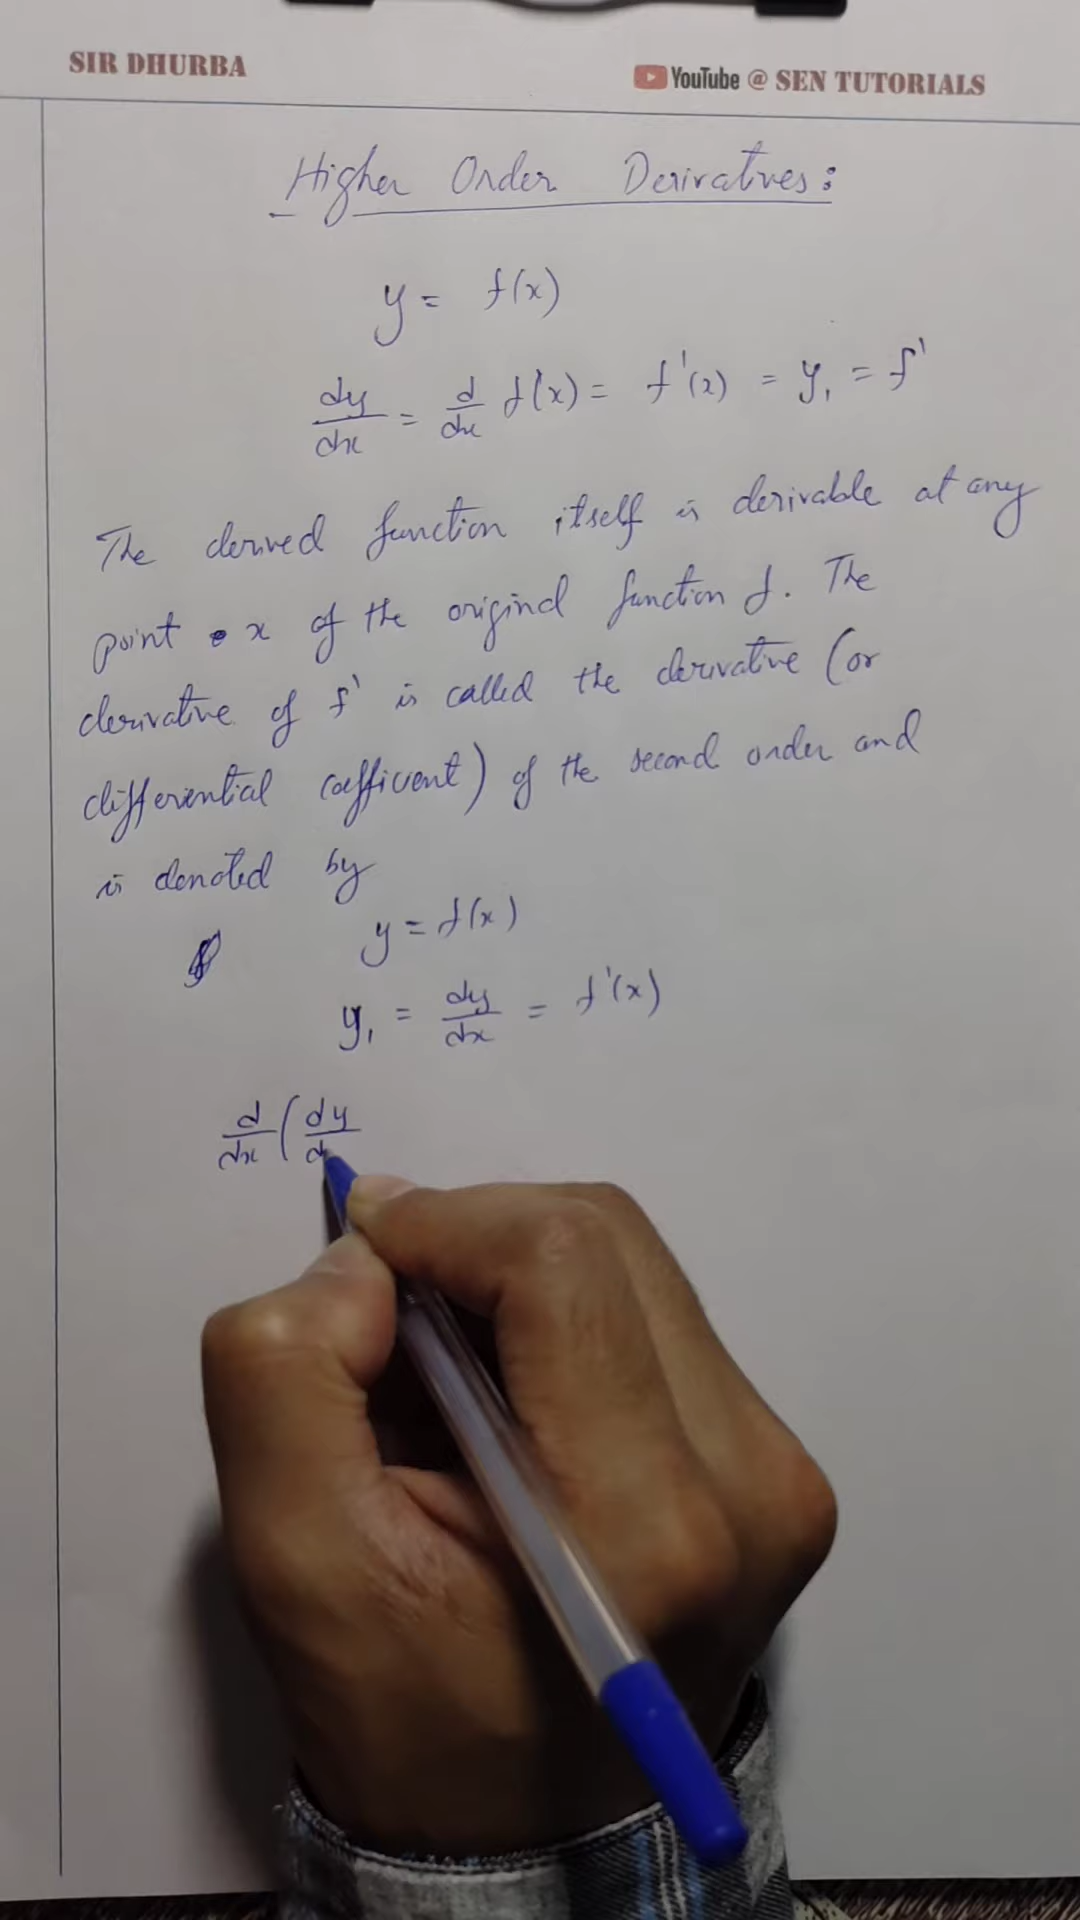 SIR DHURBA
YouTube @ SEN TUTORIALS
Higher Order Derivatives:
y = f(x)
dy/dx = d/dx f(x) = f'(x) = y₁ = f'
The derived function itself is derivable at any
point x of the original function f. The
derivative of f' is called the derivative (or
differential coefficient) of the second order and
is denoted by
y = f(x)
y₁ = dy/dx = f'(x)
d/dx (dy/d